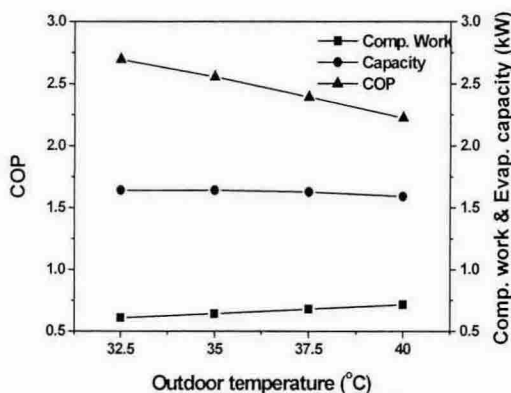 3.0
2.5
2.0
1.5
1.0
0.5
COP
Comp. Work
Capacity
COP
3.0
2.5
2.0
1.5
1.0
0.5
Comp. work & Evap. capacity (kW)
32.5 35 37.5 40
Outdoor temperature (°C)